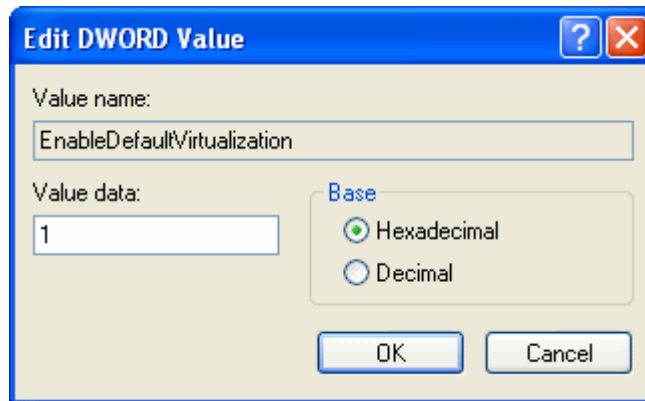 Edit DWORD Value
Value name:
EnableDefaultVirtualization
Value data:
1
Base
Hexadecimal
Decimal
OK
Cancel